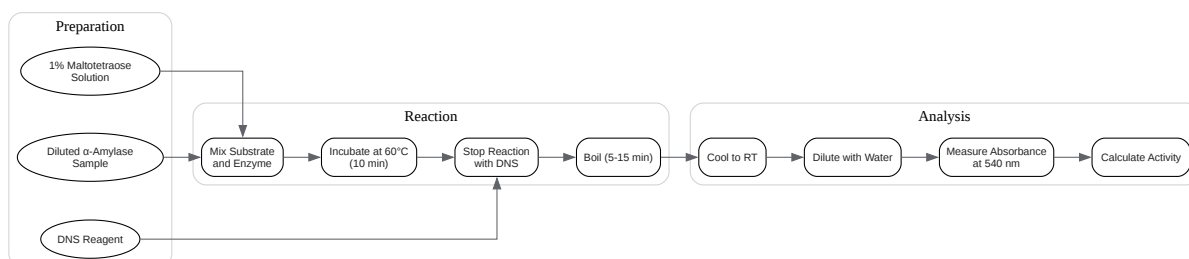 Preparation
1% Maltotetraose
Solution
Diluted α-Amylase
Sample
DNS Reagent
Reaction
Mix Substrate
and Enzyme
Incubate at 60°C
(10 min)
Stop Reaction
with DNS
Boil (5-15 min)
Analysis
Cool to RT
Dilute with Water
Measure Absorbance
at 540 nm
Calculate Activity